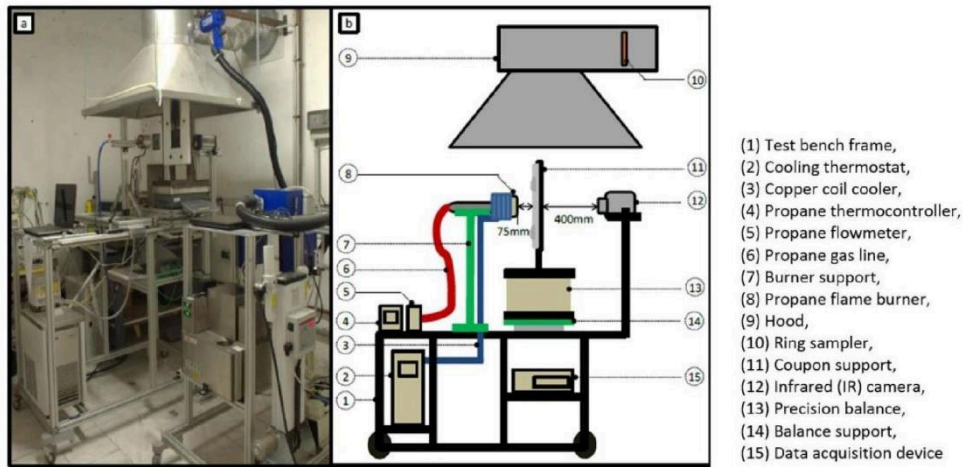 a
b
9
10
8
11
12
75mm
400mm
7
6
5
4
13
14
3
2
15
1
(1) Test bench frame,
(2) Cooling thermostat,
(3) Copper coil cooler,
(4) Propane thermocontroller,
(5) Propane flowmeter,
(6) Propane gas line,
(7) Burner support,
(8) Propane flame burner,
(9) Hood,
(10) Ring sampler,
(11) Coupon support,
(12) Infrared (IR) camera,
(13) Precision balance,
(14) Balance support,
(15) Data acquisition device